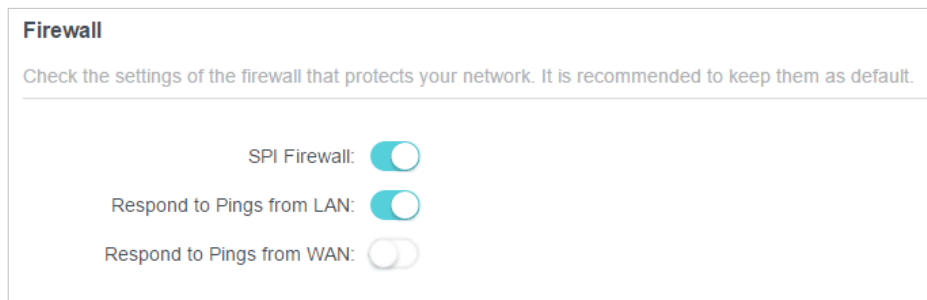 Firewall
Check the settings of the firewall that protects your network. It is recommended to keep them as default.
SPI Firewall:
Respond to Pings from LAN:
Respond to Pings from WAN: